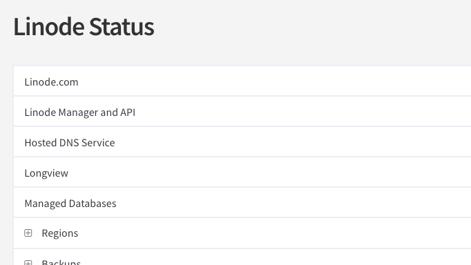 Linode Status
Linode.com
Linode Manager and API
Hosted DNS Service
Longview
Managed Databases
Regions
Backups